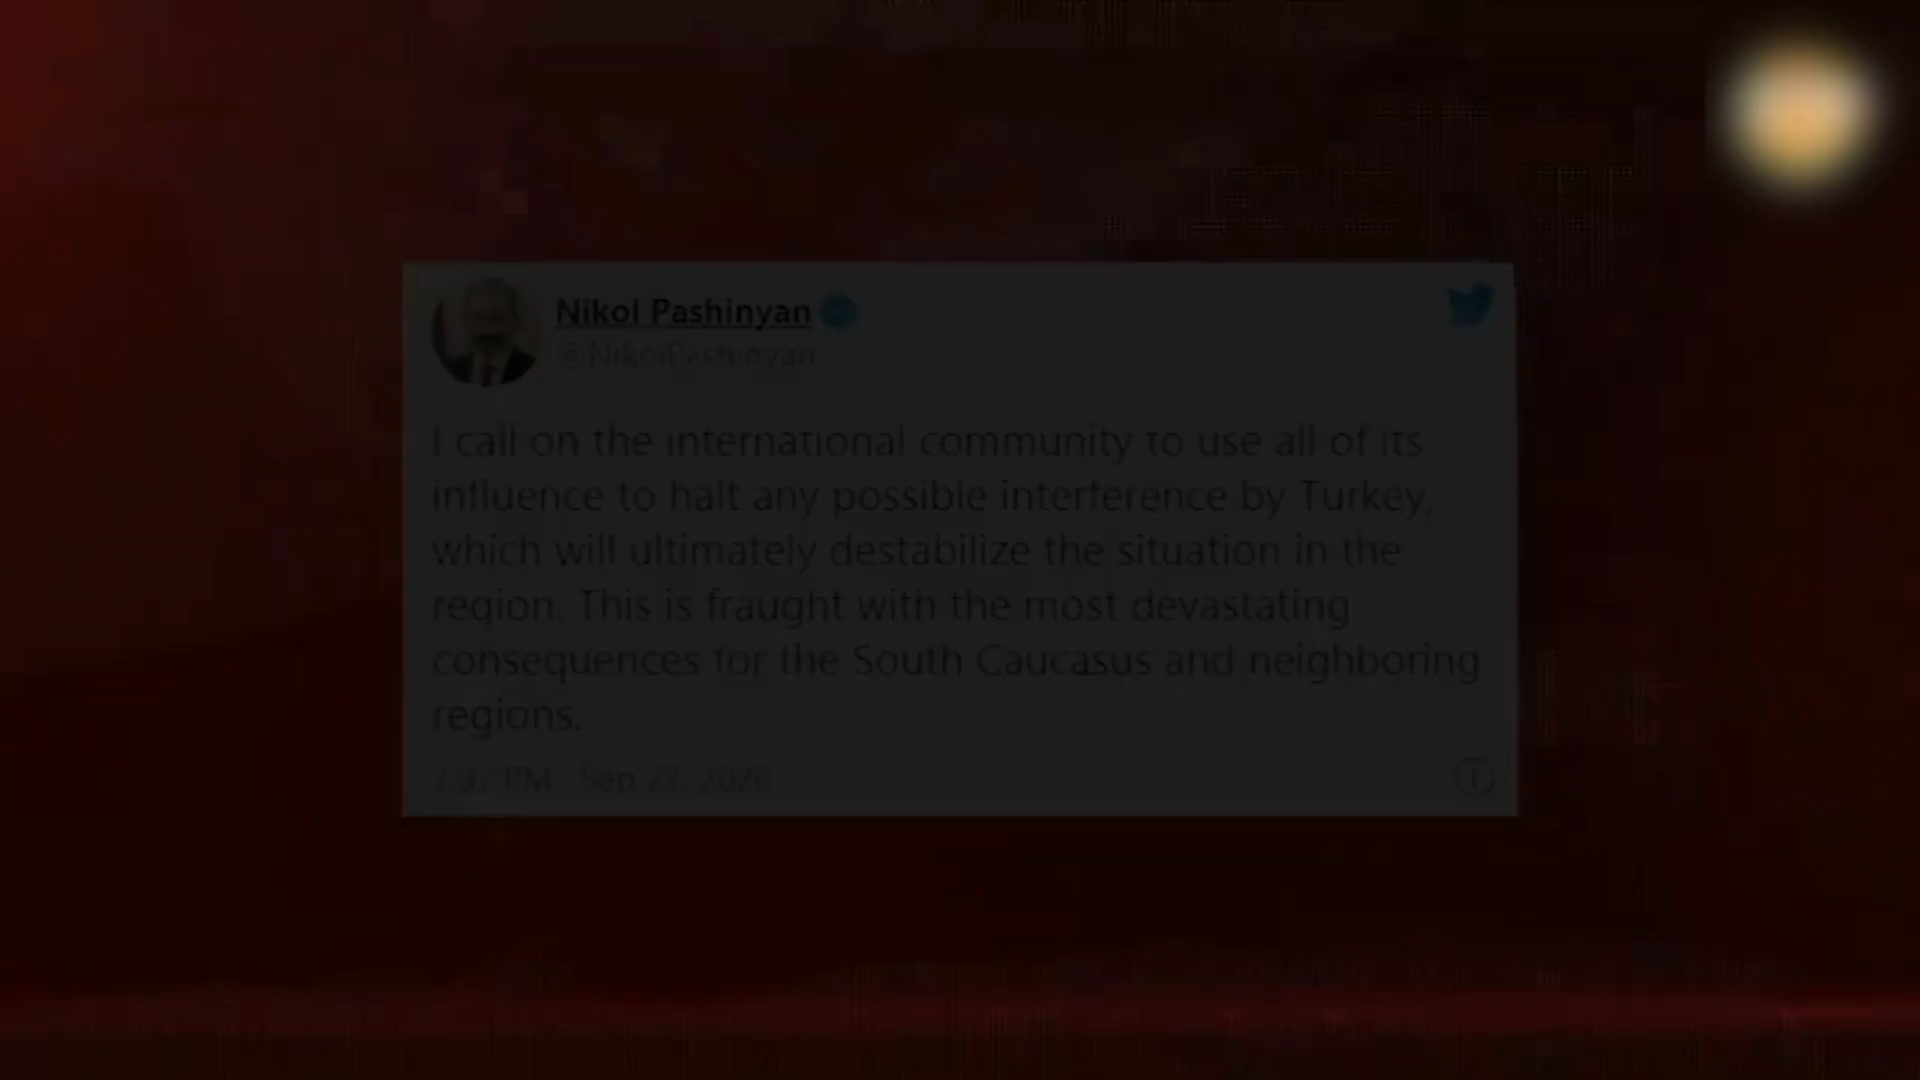 Nikol Pashinyan
@NikolPashinyan
I call on the international community to use all of its
influence to halt any possible interference by Turkey,
which will ultimately destabilize the situation in the
region. This is fraught with the most devastating
consequences for the South Caucasus and neighboring
regions.
7:07 PM · Sep 27, 2020